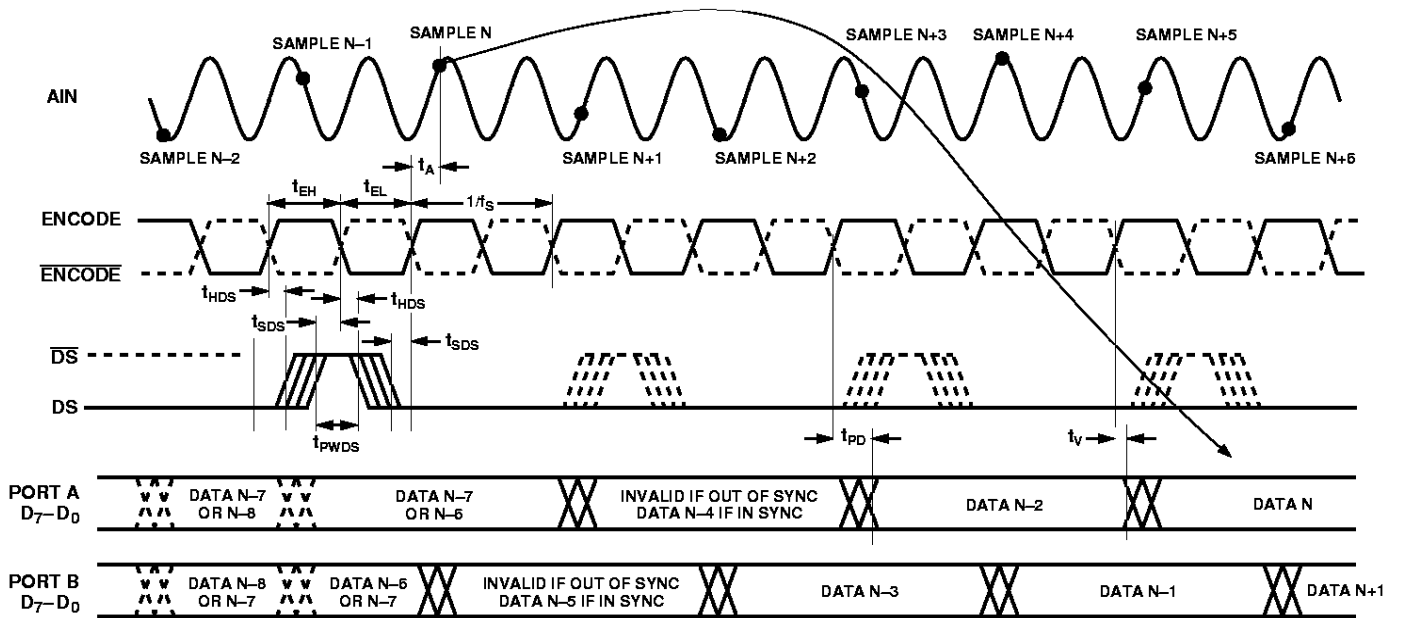 SAMPLE N–1
SAMPLE N
SAMPLE N+3
SAMPLE N+4
SAMPLE N+5
AIN
SAMPLE N–2
tA
SAMPLE N+1
SAMPLE N+2
SAMPLE N+6
tEH
tEL
1/fS
ENCODE
ENCODE
tHDS
tHDS
tSDS
tSDS
DS
DS
tPWDS
tPD
tV
PORT A
D7–D0
DATA N–7
OR N–8
DATA N–7
OR N–6
INVALID IF OUT OF SYNC
DATA N–4 IF IN SYNC
DATA N–2
DATA N
PORT B
D7–D0
DATA N–8
OR N–7
DATA N–6
OR N–7
INVALID IF OUT OF SYNC
DATA N–5 IF IN SYNC
DATA N–3
DATA N–1
DATA N+1